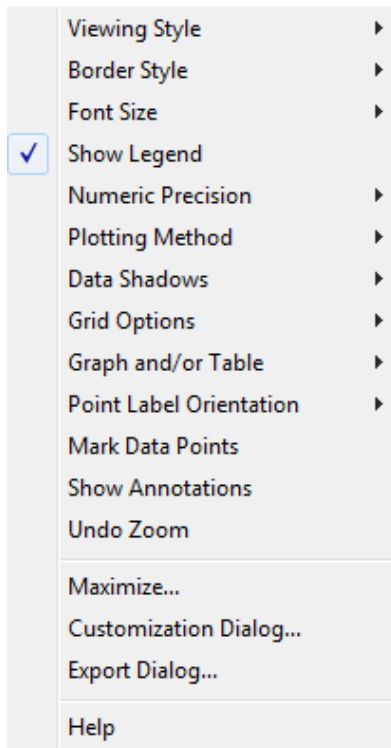 Viewing Style
Border Style
Font Size
Show Legend
Numeric Precision
Plotting Method
Data Shadows
Grid Options
Graph and/or Table
Point Label Orientation
Mark Data Points
Show Annotations
Undo Zoom
Maximize...
Customization Dialog...
Export Dialog...
Help